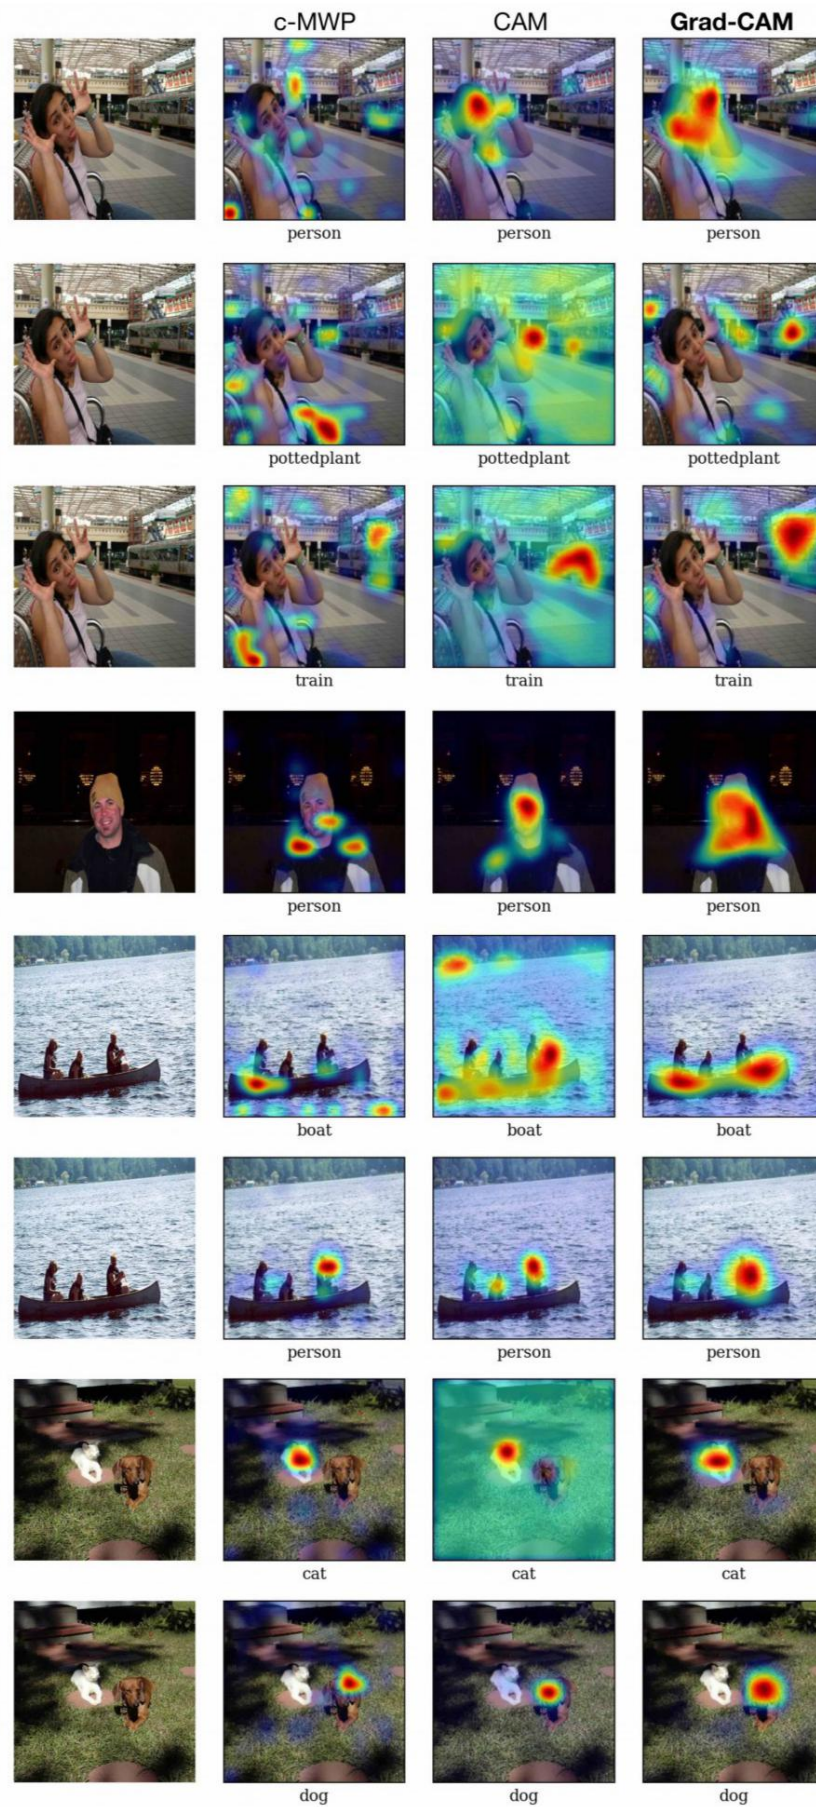 c-MWP CAM Grad-CAM
person person person
pottedplant pottedplant pottedplant
train train train
person person person
boat boat boat
person person person
cat cat cat
dog dog dog